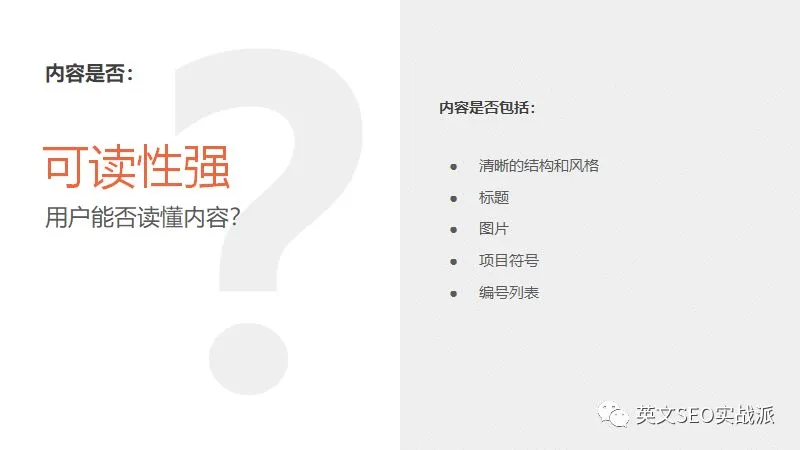 内容是否：
可读性强
用户能否读懂内容？
内容是否包括：
● 清晰的结构和风格
● 标题
● 图片
● 项目符号
● 编号列表
英文SEO实战派